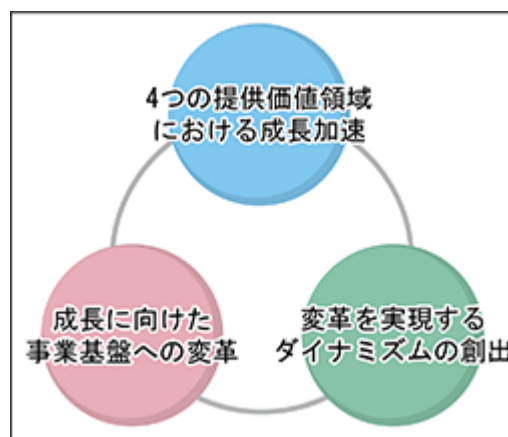 4つの提供価値領域
における成長加速
成長に向けた
事業基盤への変革
変革を実現する
ダイナミズムの創出